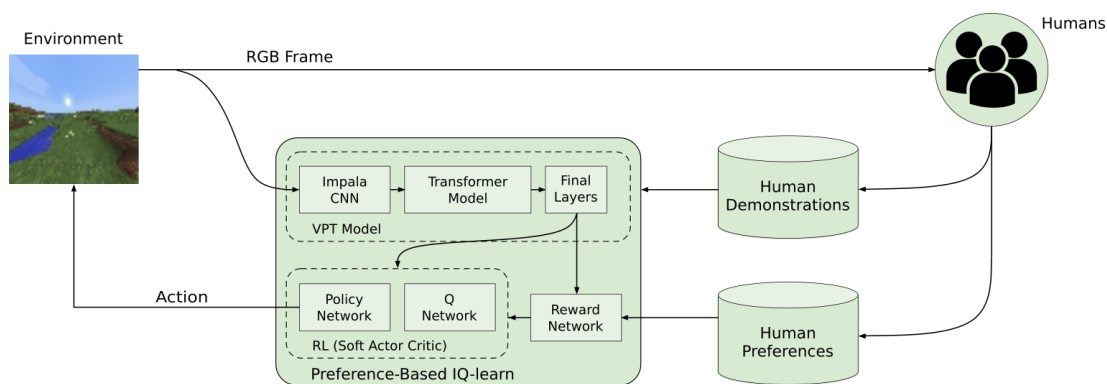 Humans
Environment
RGB Frame
Impala
CNN
Transformer
Model
Final
Layers
VPT Model
Human
Demonstrations
Action
Policy
Network
Q
Network
RL (Soft Actor Critic)
Reward
Network
Human
Preferences
Preference-Based IQ-learn